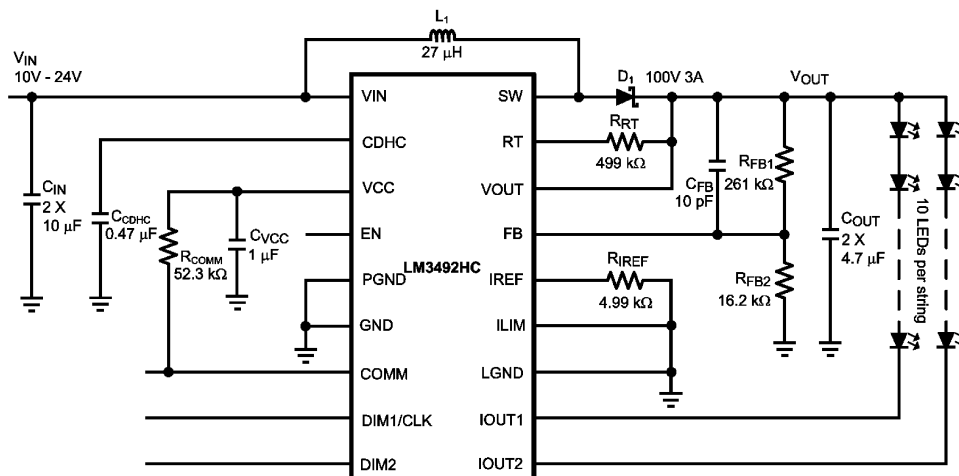 L1
27 µH
VIN
10V - 24V
D1
100V 3A
VOUT
VIN
SW
RRT
CDHC
RT
499 kΩ
RFB1
261 kΩ
CFB
10 pF
VCC
VOUT
CIN
2 X
10 µF
CCDHC
0.47 µF
RCOMM
52.3 kΩ
CVCC
1 µF
EN
FB
COUT
2 X
4.7 µF
10 LEDs per string
LM3492HC
RIREF
PGND
IREF
4.99 kΩ
RFB2
16.2 kΩ
GND
ILIM
COMM
LGND
DIM1/CLK
IOUT1
DIM2
IOUT2